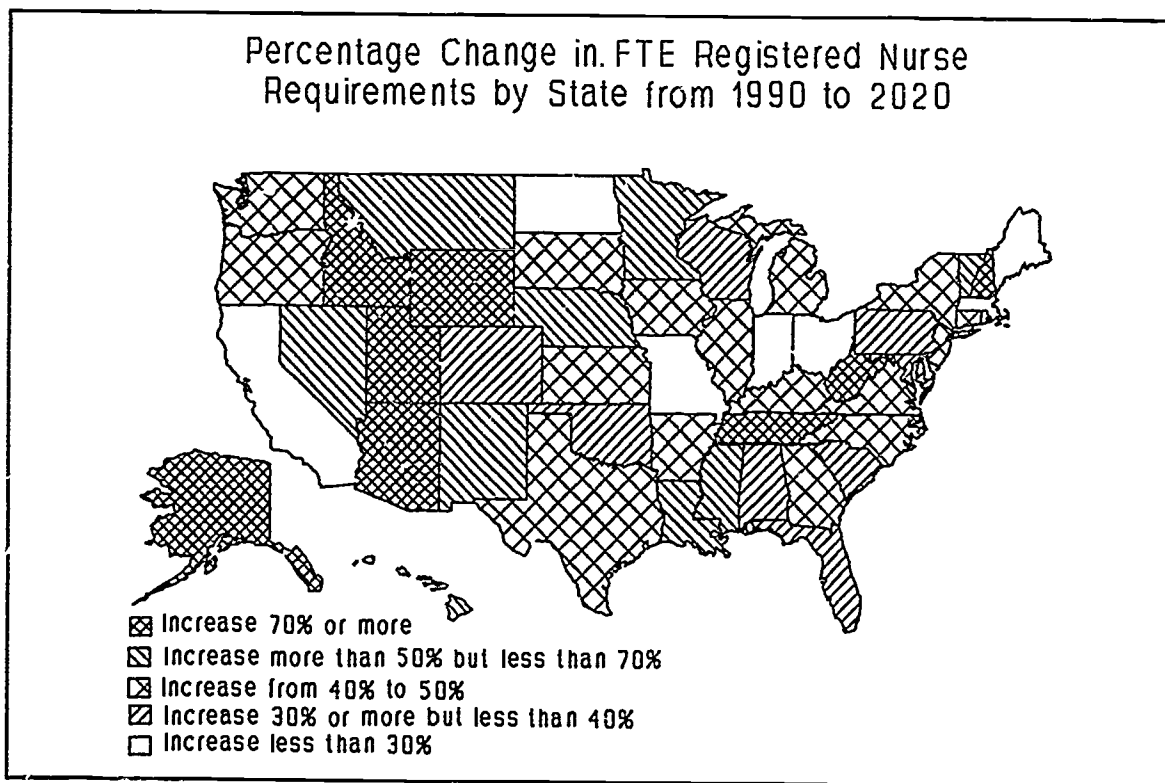 Percentage Change in. FTE Registered Nurse
Requirements by State from 1990 to 2020
Increase 70% or more
Increase more than 50% but less than 70%
Increase from 40% to 50%
Increase 30% or more but less than 40%
Increase less than 30%